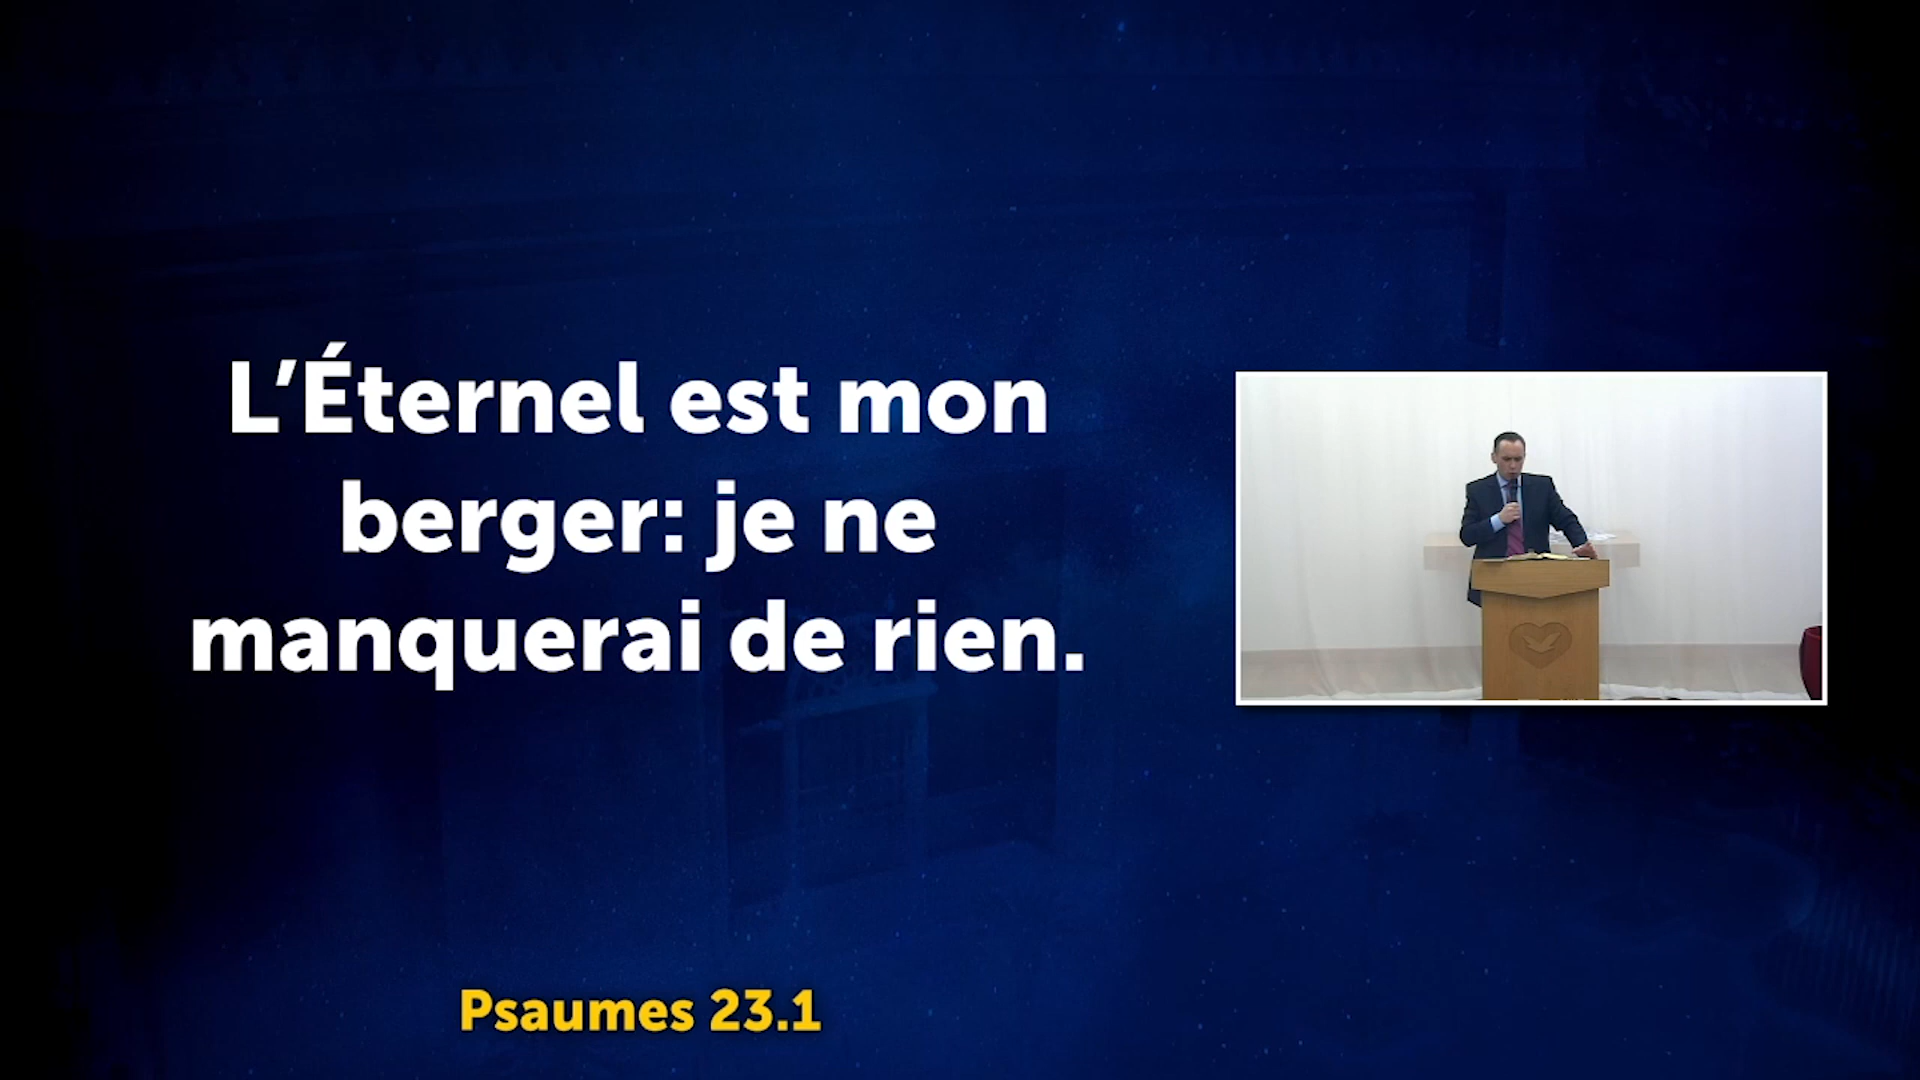 L’Éternel est mon
berger: je ne
manquerai de rien.
Psaumes 23.1